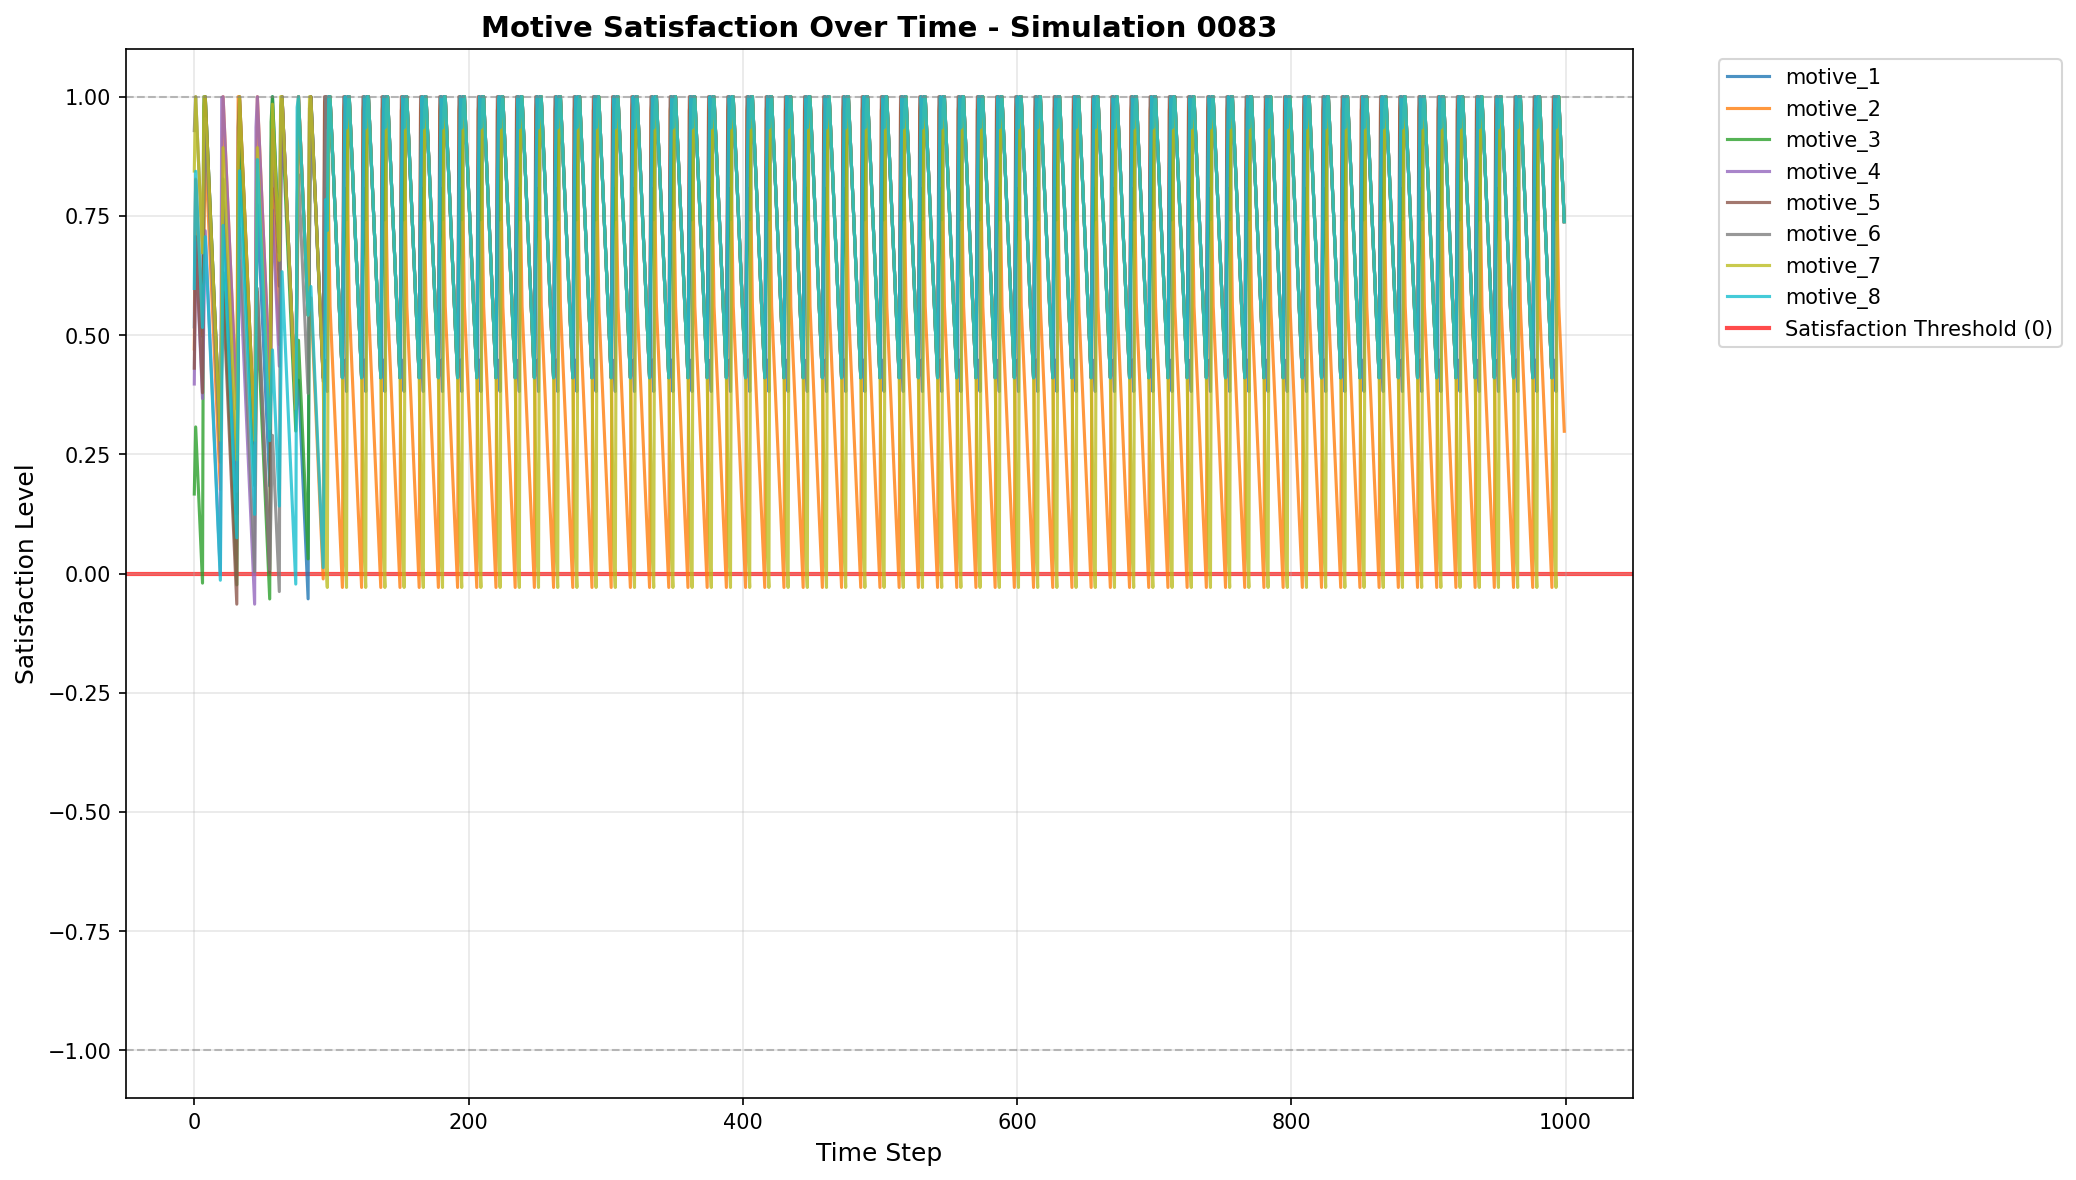 Motive Satisfaction Over Time - Simulation 0083
Satisfaction Level
1.00
0.75
0.50
0.25
0.00
−0.25
−0.50
−0.75
−1.00
0
200
400
600
800
1000
Time Step
motive_1
motive_2
motive_3
motive_4
motive_5
motive_6
motive_7
motive_8
Satisfaction Threshold (0)